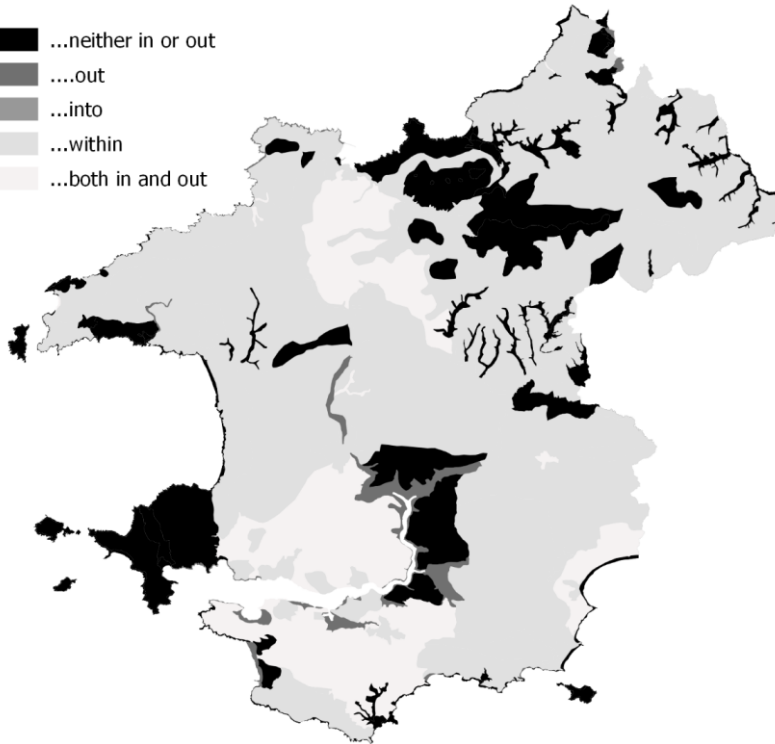 ...neither in or out
....out
...into
...within
...both in and out